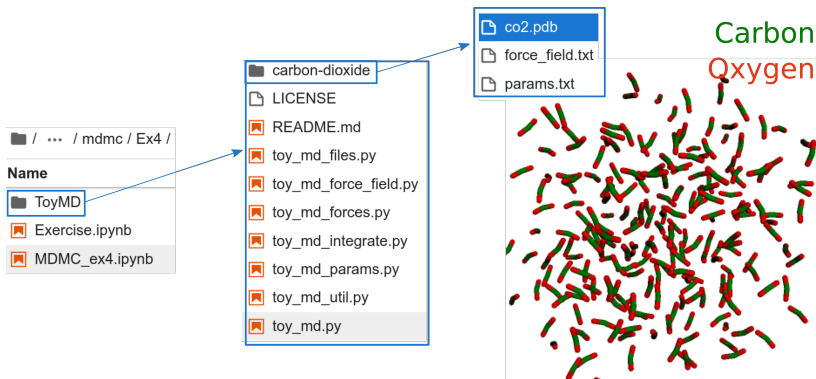 / ··· / mdmc / Ex4 /
Name
ToyMD
Exercise.ipynb
MDMC_ex4.ipynb
carbon-dioxide
LICENSE
README.md
toy_md_files.py
toy_md_force_field.py
toy_md_forces.py
toy_md_integrate.py
toy_md_params.py
toy_md_util.py
toy_md.py
co2.pdb
force_field.txt
params.txt
Carbon
Oxygen